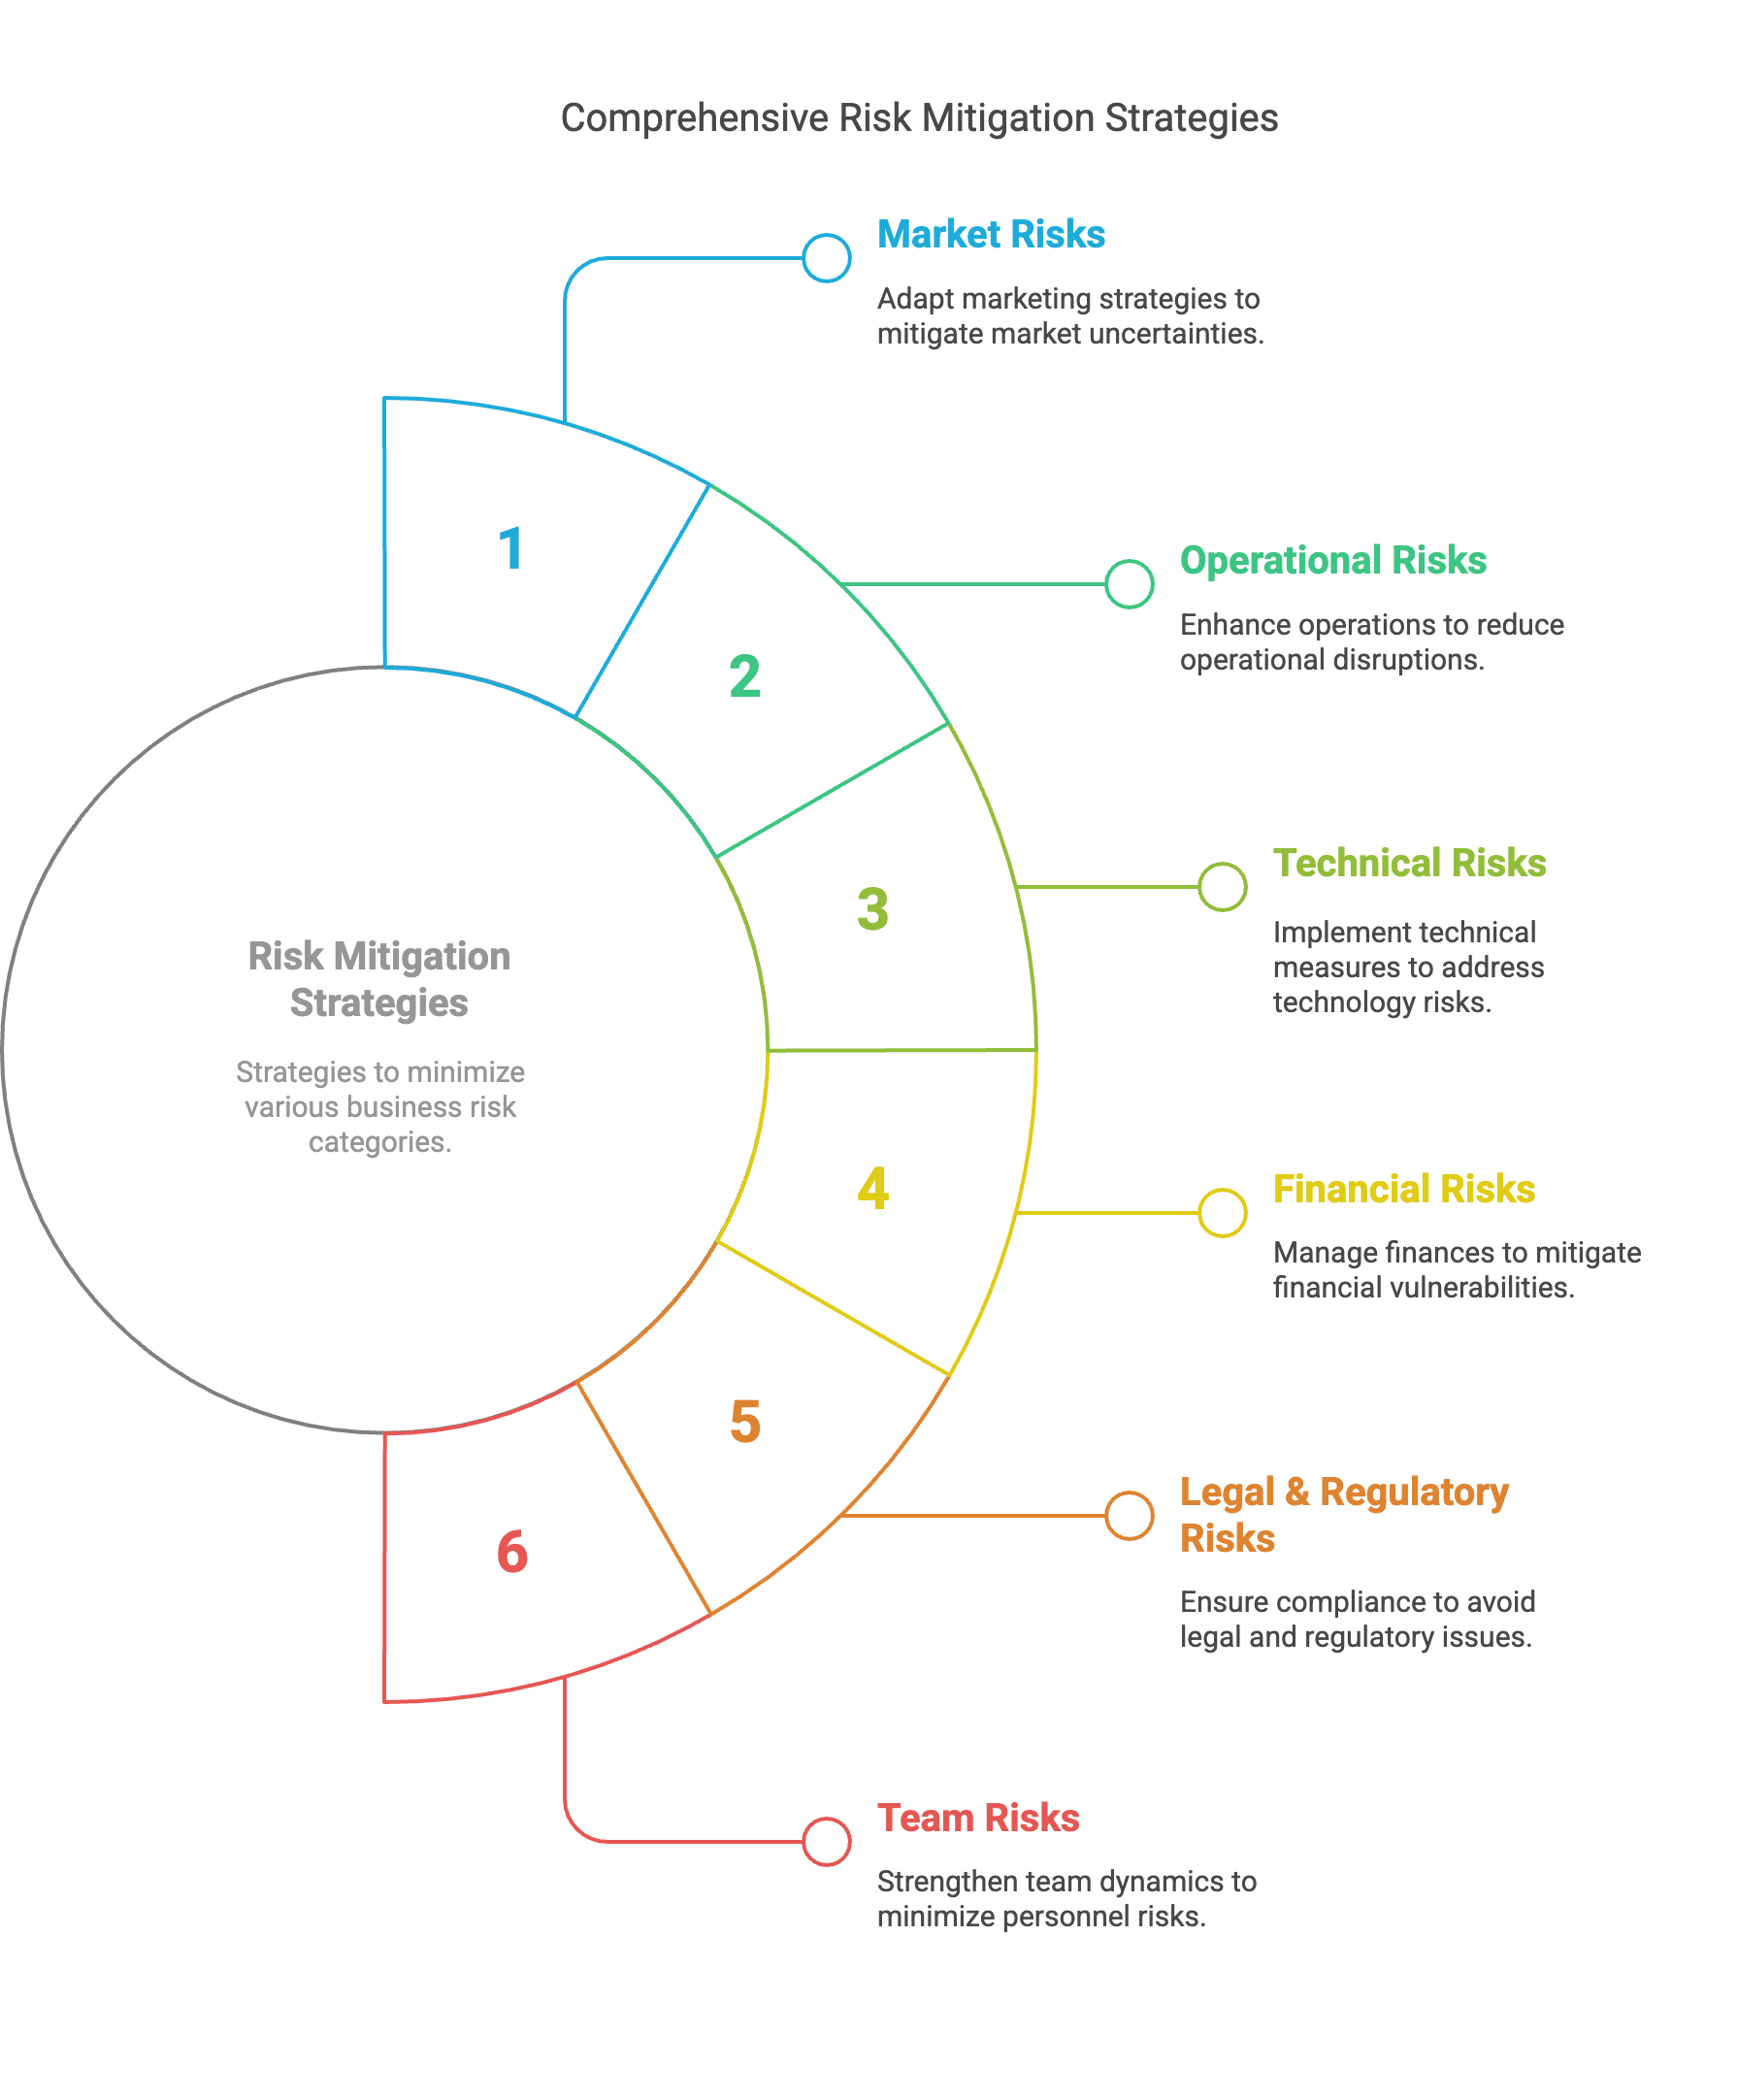 Comprehensive Risk Mitigation Strategies
Market Risks
Adapt marketing strategies to
mitigate market uncertainties.
1
Operational Risks
Enhance operations to reduce
operational disruptions.
2
Technical Risks
Implement technical
measures to address
technology risks.
3
Risk Mitigation
Strategies
Strategies to minimize
various business risk
categories.
4
Financial Risks
Manage finances to mitigate
financial vulnerabilities.
5
Legal & Regulatory
Risks
Ensure compliance to avoid
legal and regulatory issues.
6
Team Risks
Strengthen team dynamics to
minimize personnel risks.